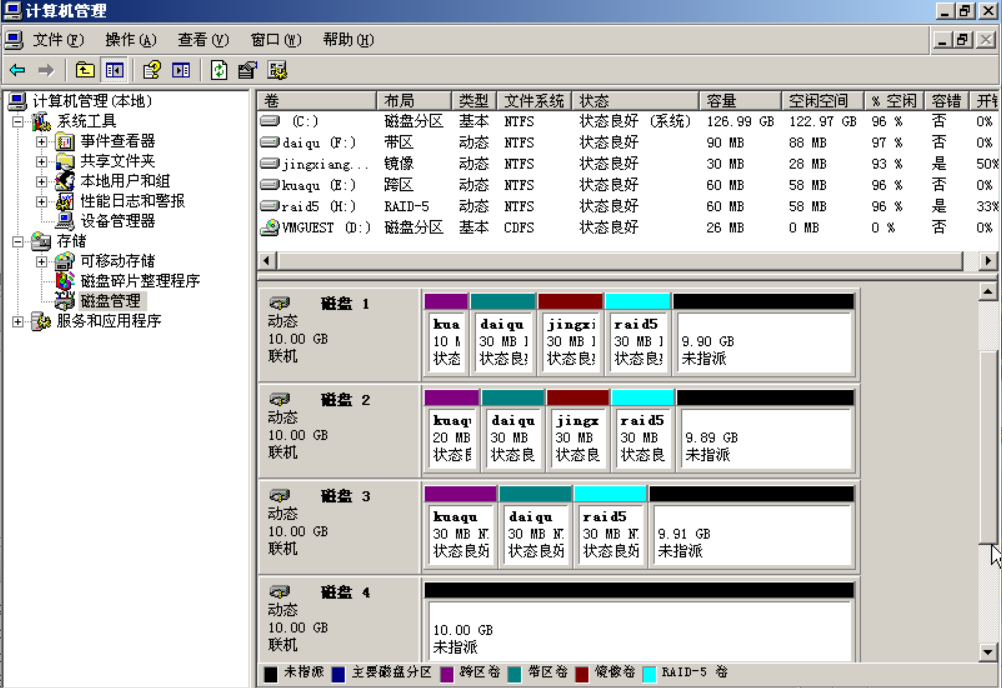 计算机管理
文件(F) 操作(A) 查看(V) 窗口(W) 帮助(H)
计算机管理(本地)
系统工具
事件查看器
共享文件夹
本地用户和组
性能日志和警报
设备管理器
存储
可移动存储
磁盘碎片整理程序
磁盘管理
服务和应用程序
卷 布局 类型 文件系统 状态 容量 空闲空间 % 空闲 容错 开销
(C:) 磁盘分区 基本 NTFS 状态良好 (系统) 126.99 GB 122.97 GB 96 % 否 0%
daiqu (F:) 带区 动态 NTFS 状态良好 90 MB 88 MB 97 % 否 0%
jingxiang... 镜像 动态 NTFS 状态良好 30 MB 28 MB 93 % 是 50%
kuaqu (E:) 跨区 动态 NTFS 状态良好 60 MB 58 MB 96 % 否 0%
raid5 (H:) RAID-5 动态 NTFS 状态良好 60 MB 58 MB 96 % 是 33%
VMGUEST (D:) 磁盘分区 基本 CDFS 状态良好 26 MB 0 MB 0 % 否 0%
磁盘 1
动态
10.00 GB
联机
kua
10 M
状态
daiqu
30 MB
状态良
jingxi
30 MB
状态良
raid5
30 MB
状态良
9.90 GB
未指派
磁盘 2
动态
10.00 GB
联机
kuaqu
20 MB
状态良
daiqu
30 MB
状态良
jingx
30 MB
状态良
raid5
30 MB
状态良
9.89 GB
未指派
磁盘 3
动态
10.00 GB
联机
kuaqu
30 MB N
状态良好
daiqu
30 MB N
状态良好
raid5
30 MB N
状态良好
9.91 GB
未指派
磁盘 4
动态
10.00 GB
联机
10.00 GB
未指派
未指派 主要磁盘分区 跨区卷 带区卷 镜像卷 RAID-5 卷